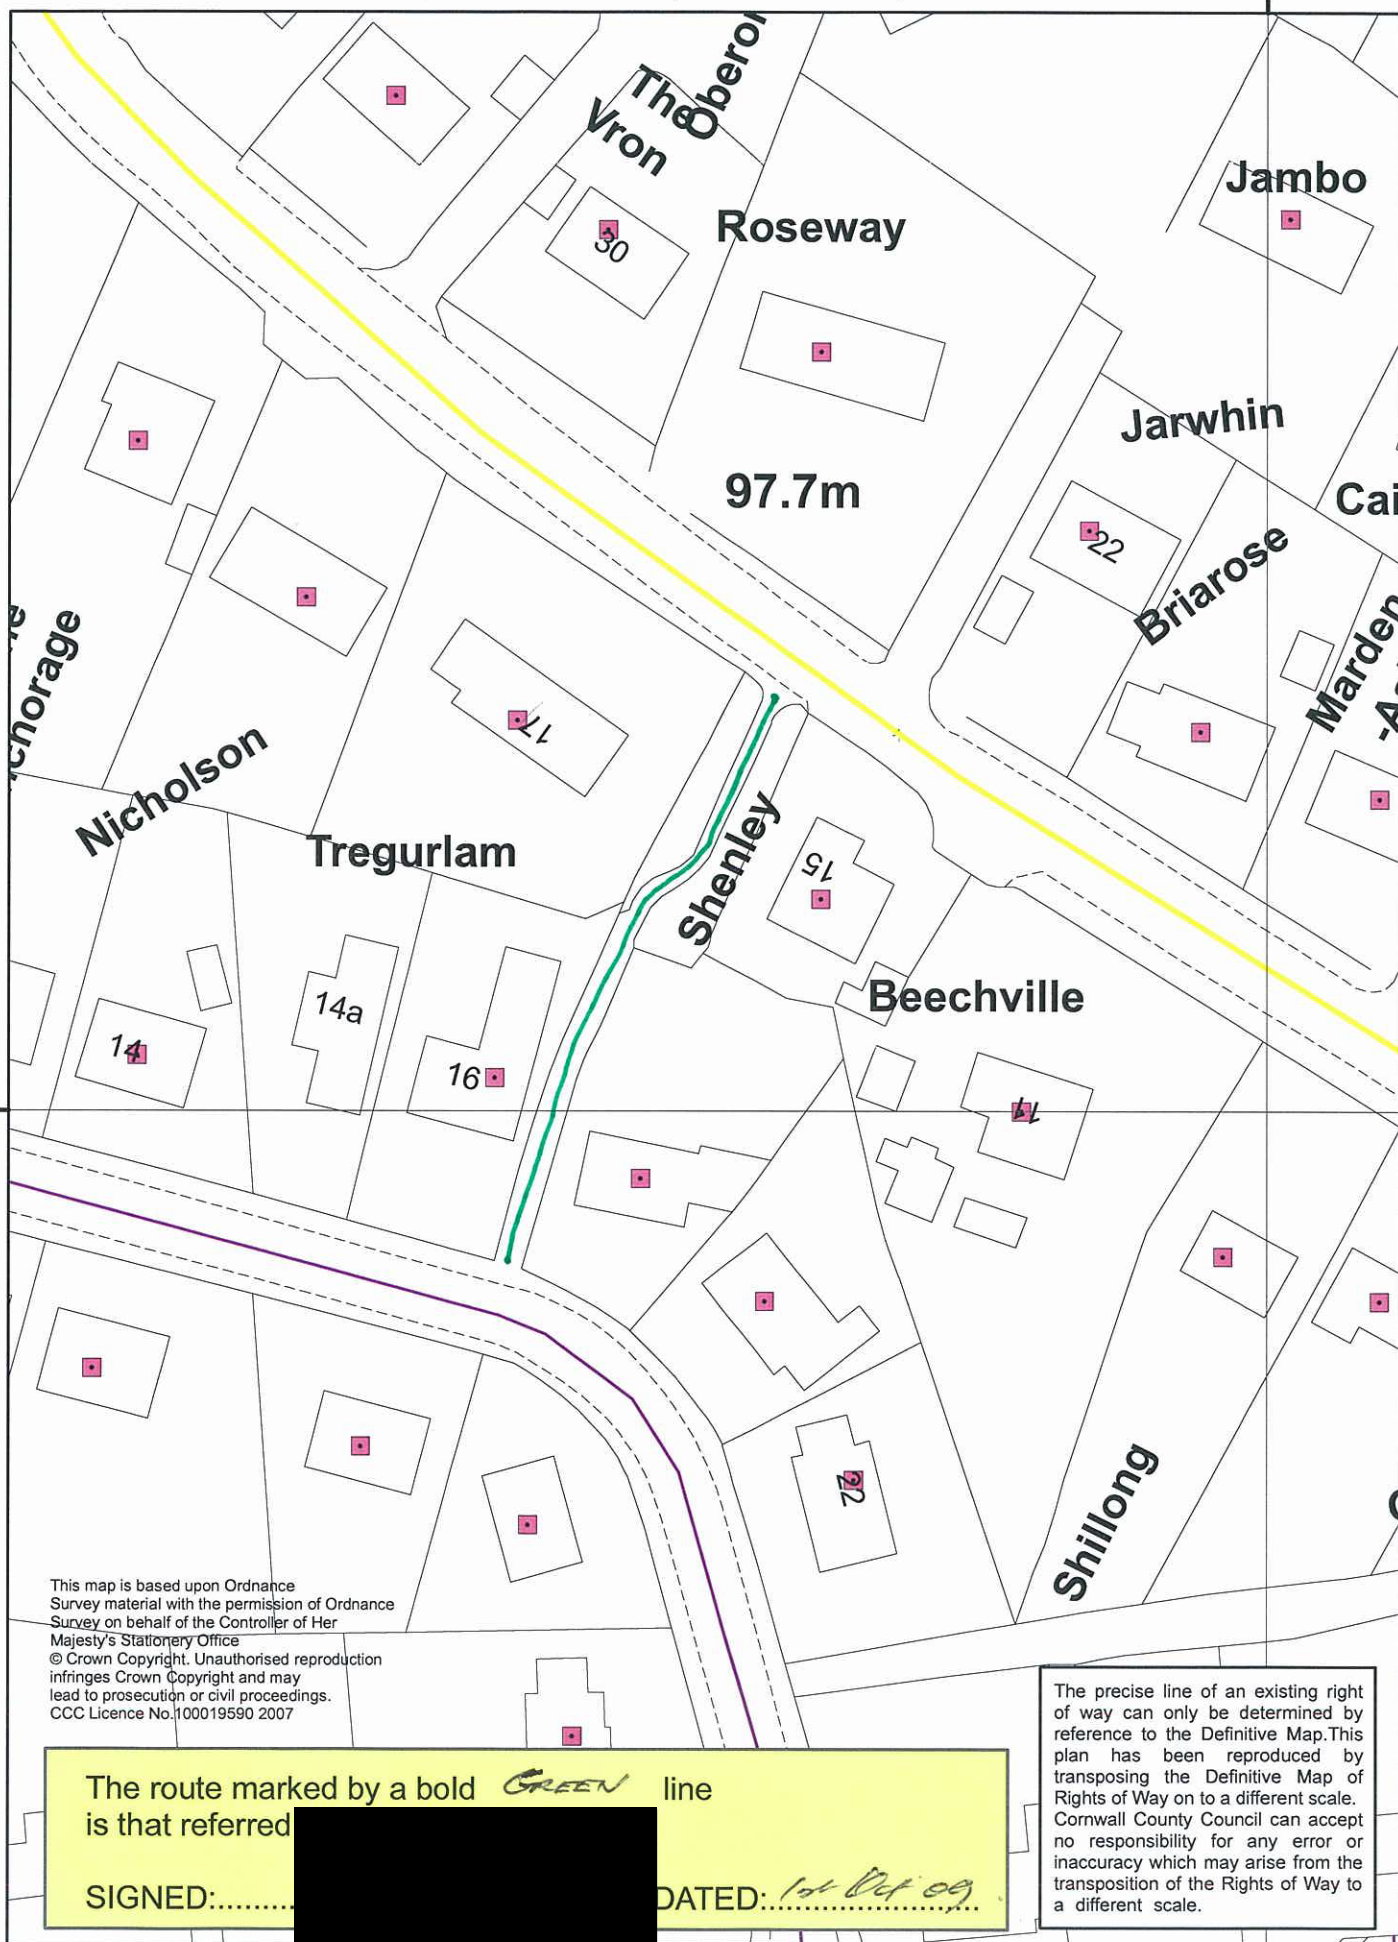 Oberon
The
Vron
Jambo
30
Roseway
Jarwhin
97.7m
22
Briarose
Marden
17
Nicholson
Tregurlam
Shenley
15
14a
Beechville
14
16
11
22
Shillong
This map is based upon Ordnance
Survey material with the permission of Ordnance
Survey on behalf of the Controller of Her
Majesty's Stationery Office
© Crown Copyright. Unauthorised reproduction
infringes Crown Copyright and may
lead to prosecution or civil proceedings.
CCC Licence No.100019590 2007
The route marked by a bold GREEN line
is that referred
SIGNED:.......... DATED: 1st Oct 09
The precise line of an existing right
of way can only be determined by
reference to the Definitive Map.This
plan has been reproduced by
transposing the Definitive Map of
Rights of Way on to a different scale.
Cornwall County Council can accept
no responsibility for any error or
inaccuracy which may arise from the
transposition of the Rights of Way to
a different scale.